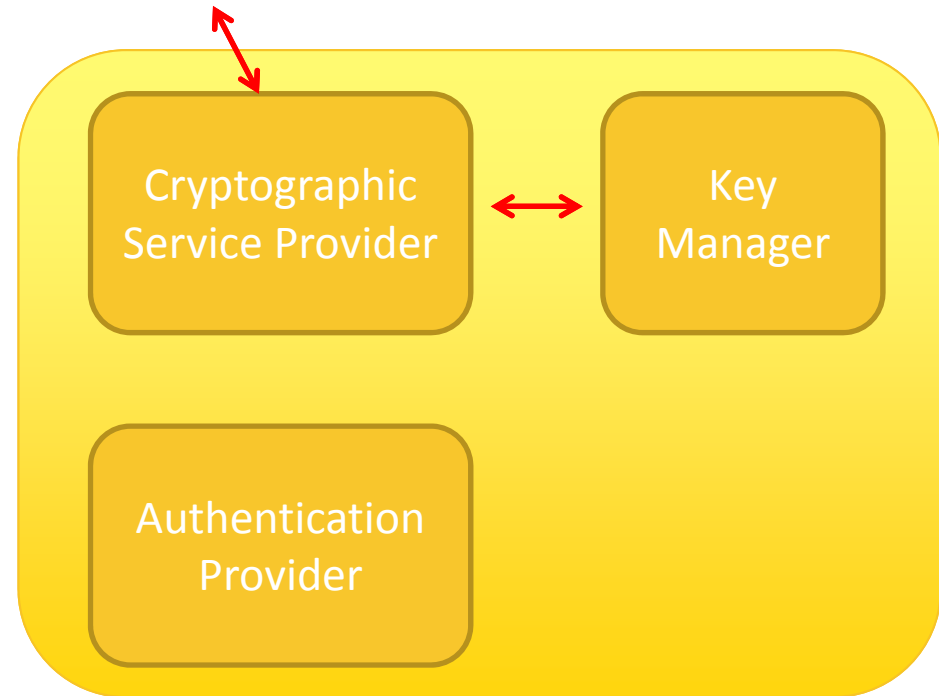 Cryptographic
Service Provider
Key
Manager
Authentication
Provider